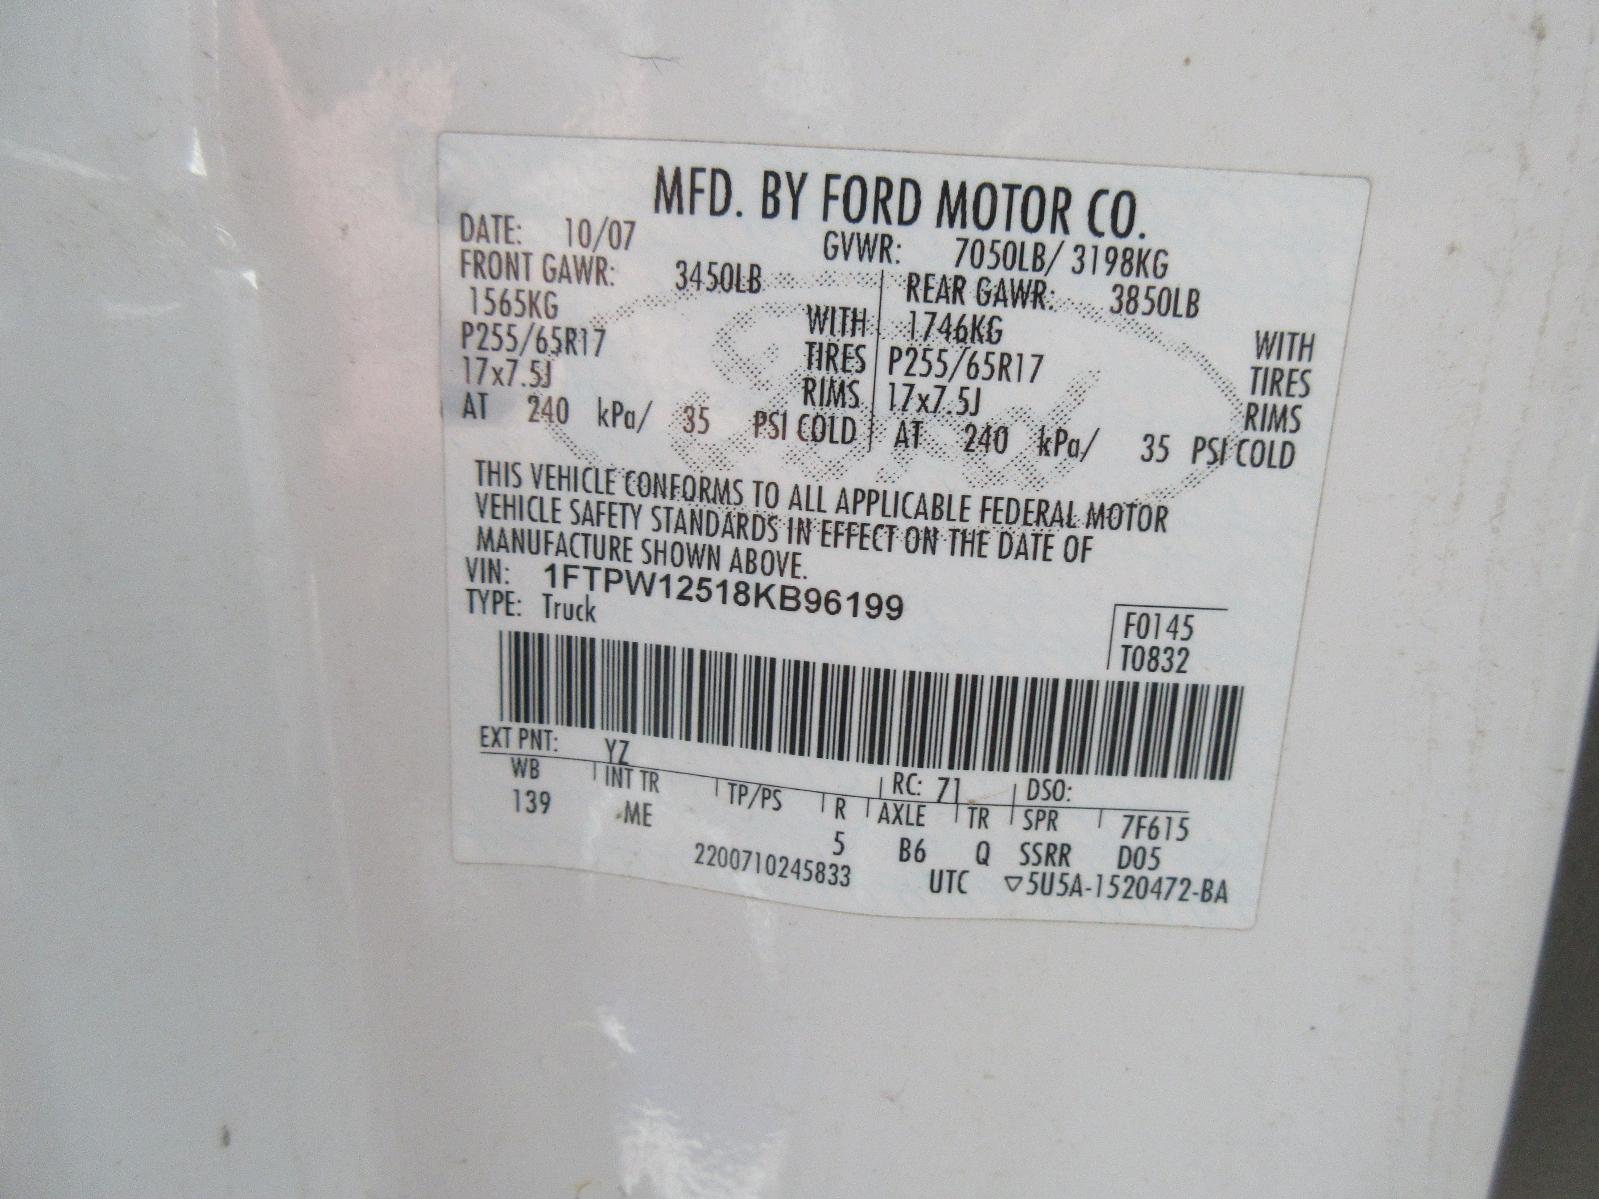 MFD. BY FORD MOTOR CO.
DATE: 10/07 GVWR: 7050LB/ 3198KG
FRONT GAWR: 3450LB REAR GAWR: 3850LB
1565KG WITH 1746KG WITH
P255/65R17 TIRES P255/65R17 TIRES
17x7.5J RIMS 17x7.5J RIMS
AT 240 kPa/ 35 PSI COLD AT 240 kPa/ 35 PSI COLD
THIS VEHICLE CONFORMS TO ALL APPLICABLE FEDERAL MOTOR
VEHICLE SAFETY STANDARDS IN EFFECT ON THE DATE OF
MANUFACTURE SHOWN ABOVE.
VIN: 1FTPW12518KB96199
TYPE: Truck
F0145
T0832
EXT PNT: YZ RC: 71 DSO:
WB INT TR TP/PS R AXLE TR SPR 7F615
139 ME 5 B6 Q SSRR D05
2200710245833 UTC ▽5U5A-1520472-BA